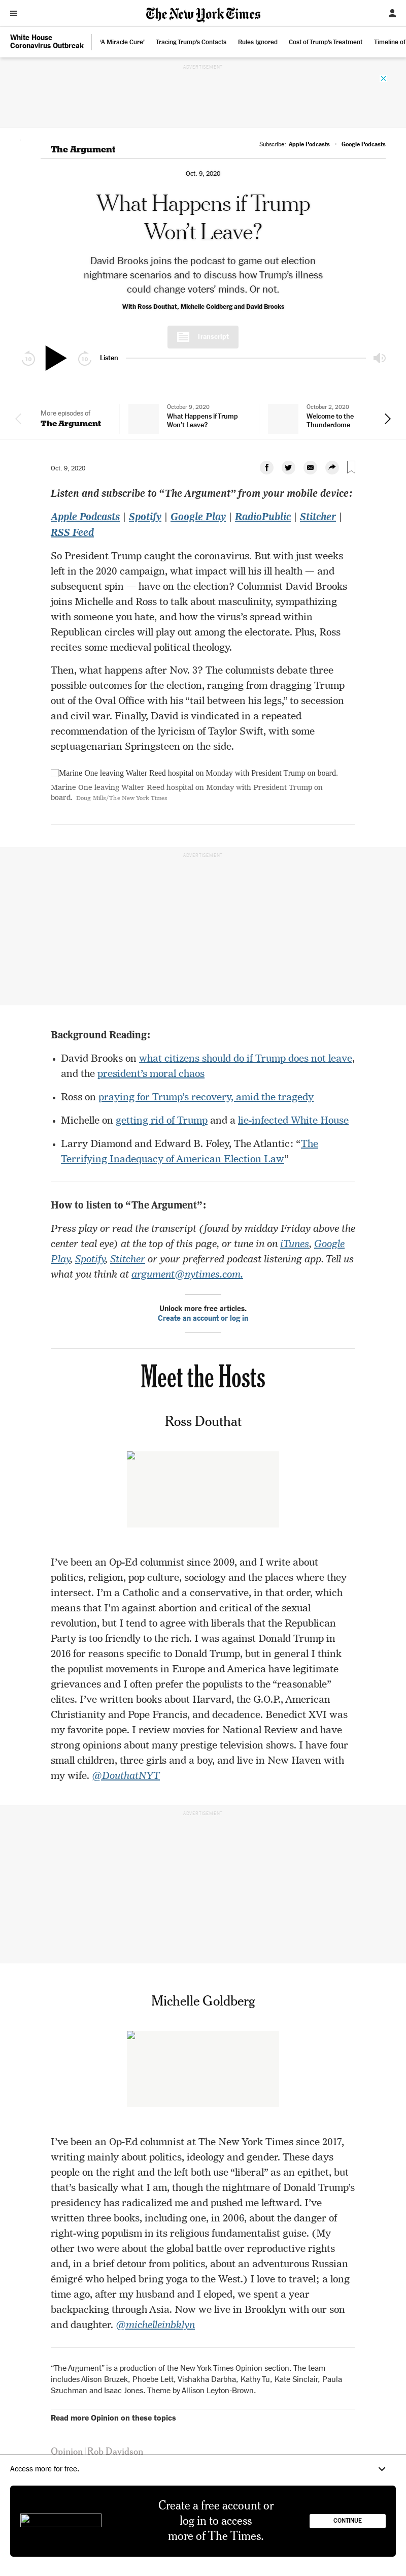 The New York Times
White House
Coronavirus Outbreak
‘A Miracle Cure’
Tracing Trump’s Contacts
Rules Ignored
Cost of Trump’s Treatment
Timeline of
ADVERTISEMENT
The Argument
Subscribe: Apple Podcasts
Google Podcasts
Oct. 9, 2020
What Happens if Trump
Won’t Leave?
David Brooks joins the podcast to game out election
nightmare scenarios and to discuss how Trump’s illness
could change voters’ minds. Or not.
With Ross Douthat, Michelle Goldberg and David Brooks
Transcript
10
10
Listen
More episodes of
The Argument
October 9, 2020
What Happens if Trump
Won’t Leave?
October 2, 2020
Welcome to the
Thunderdome
Oct. 9, 2020
Listen and subscribe to “The Argument” from your mobile device:
Apple Podcasts | Spotify | Google Play | RadioPublic | Stitcher |
RSS Feed
So President Trump caught the coronavirus. But with just weeks
left in the 2020 campaign, what impact will his ill health — and
subsequent spin — have on the election? Columnist David Brooks
joins Michelle and Ross to talk about masculinity, sympathizing
with someone you hate, and how the virus’s spread within
Republican circles will play out among the electorate. Plus, Ross
recites some medieval political theology.
Then, what happens after Nov. 3? The columnists debate three
possible outcomes for the election, ranging from dragging Trump
out of the Oval Office with his “tail between his legs,” to secession
and civil war. Finally, David is vindicated in a repeated
recommendation of the lyricism of Taylor Swift, with some
septuagenarian Springsteen on the side.
Marine One leaving Walter Reed hospital on Monday with President Trump on board.
Marine One leaving Walter Reed hospital on Monday with President Trump on
board. Doug Mills/The New York Times
ADVERTISEMENT
Background Reading:
• David Brooks on what citizens should do if Trump does not leave,
and the president’s moral chaos
• Ross on praying for Trump’s recovery, amid the tragedy
• Michelle on getting rid of Trump and a lie-infected White House
• Larry Diamond and Edward B. Foley, The Atlantic: “The
Terrifying Inadequacy of American Election Law”
How to listen to “The Argument”:
Press play or read the transcript (found by midday Friday above the
center teal eye) at the top of this page, or tune in on iTunes, Google
Play, Spotify, Stitcher or your preferred podcast listening app. Tell us
what you think at argument@nytimes.com.
Unlock more free articles.
Create an account or log in
Meet the Hosts
Ross Douthat
I’ve been an Op-Ed columnist since 2009, and I write about
politics, religion, pop culture, sociology and the places where they
intersect. I’m a Catholic and a conservative, in that order, which
means that I’m against abortion and critical of the sexual
revolution, but I tend to agree with liberals that the Republican
Party is too friendly to the rich. I was against Donald Trump in
2016 for reasons specific to Donald Trump, but in general I think
the populist movements in Europe and America have legitimate
grievances and I often prefer the populists to the “reasonable”
elites. I’ve written books about Harvard, the G.O.P., American
Christianity and Pope Francis, and decadence. Benedict XVI was
my favorite pope. I review movies for National Review and have
strong opinions about many prestige television shows. I have four
small children, three girls and a boy, and live in New Haven with
my wife. @DouthatNYT
ADVERTISEMENT
Michelle Goldberg
I’ve been an Op-Ed columnist at The New York Times since 2017,
writing mainly about politics, ideology and gender. These days
people on the right and the left both use “liberal” as an epithet, but
that’s basically what I am, though the nightmare of Donald Trump’s
presidency has radicalized me and pushed me leftward. I’ve
written three books, including one, in 2006, about the danger of
right-wing populism in its religious fundamentalist guise. (My
other two were about the global battle over reproductive rights
and, in a brief detour from politics, about an adventurous Russian
émigré who helped bring yoga to the West.) I love to travel; a long
time ago, after my husband and I eloped, we spent a year
backpacking through Asia. Now we live in Brooklyn with our son
and daughter. @michelleinbklyn
“The Argument” is a production of the New York Times Opinion section. The team
includes Alison Bruzek, Phoebe Lett, Vishakha Darbha, Kathy Tu, Kate Sinclair, Paula
Szuchman and Isaac Jones. Theme by Allison Leyton-Brown.
Read more Opinion on these topics
Opinion | Rob Davidson
Access more for free.
Create a free account or
log in to access
more of The Times.
CONTINUE